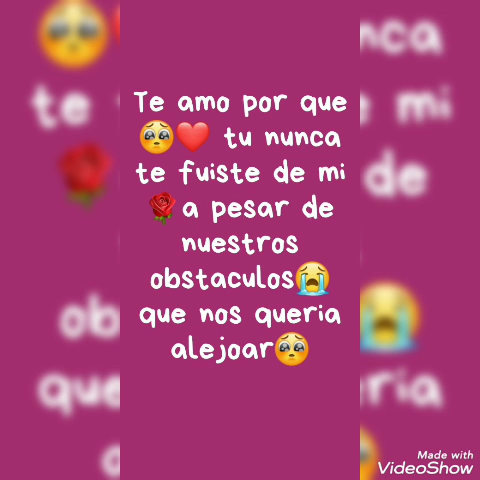 Te amo por que
🥺❤️ tu nunca
te fuiste de mi
🌹a pesar de
nuestros
obstaculos😭
que nos queria
alejoar🥺
Made with
VideoShow